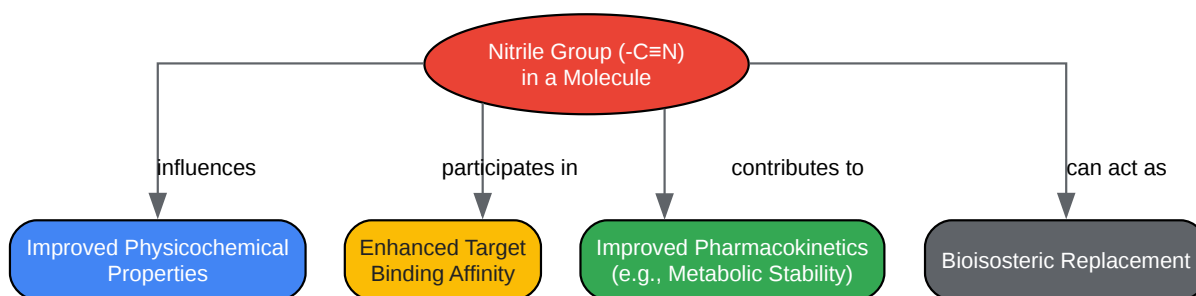 Nitrile Group (-C≡N)
in a Molecule
influences
participates in
contributes to
can act as
Improved Physicochemical
Properties
Enhanced Target
Binding Affinity
Improved Pharmacokinetics
(e.g., Metabolic Stability)
Bioisosteric Replacement